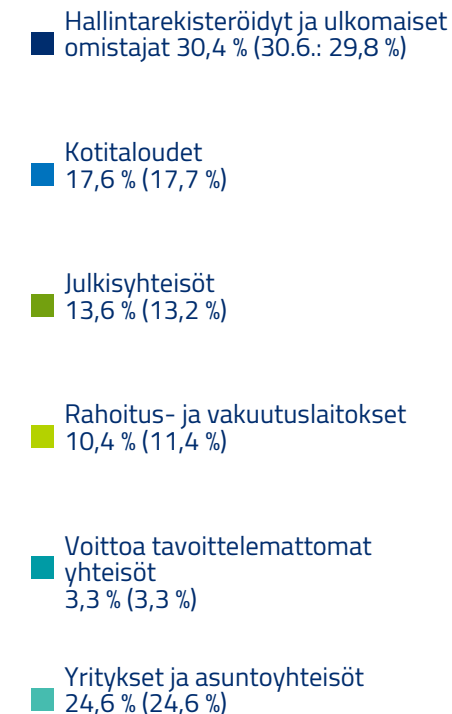 Hallintarekisteröidyt ja ulkomaiset
omistajat 30,4 % (30.6.: 29,8 %)
Kotitaloudet
17,6 % (17,7 %)
Julkisyhteisöt
13,6 % (13,2 %)
Rahoitus- ja vakuutuslaitokset
10,4 % (11,4 %)
Voittoa tavoittelemattomat
yhteisöt
3,3 % (3,3 %)
Yritykset ja asuntoyhteisöt
24,6 % (24,6 %)